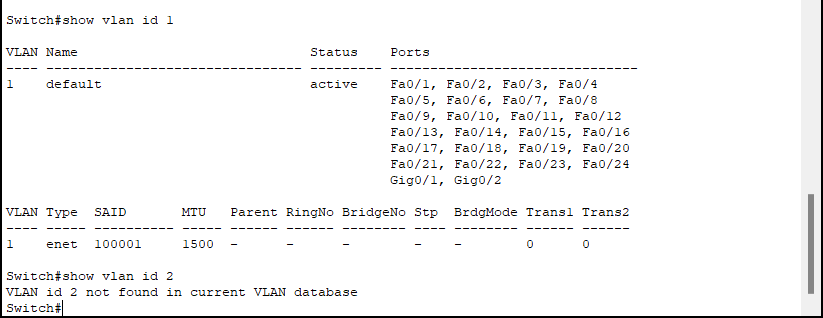 Switch#show vlan id 1
VLAN Name                             Status    Ports
---- -------------------------------- --------- -------------------------------
1    default                          active    Fa0/1, Fa0/2, Fa0/3, Fa0/4
                                                Fa0/5, Fa0/6, Fa0/7, Fa0/8
                                                Fa0/9, Fa0/10, Fa0/11, Fa0/12
                                                Fa0/13, Fa0/14, Fa0/15, Fa0/16
                                                Fa0/17, Fa0/18, Fa0/19, Fa0/20
                                                Fa0/21, Fa0/22, Fa0/23, Fa0/24
                                                Gig0/1, Gig0/2
VLAN Type  SAID       MTU   Parent RingNo BridgeNo Stp  BrdgMode Trans1 Trans2
---- ----- ---------- ----- ------ ------ -------- ---- -------- ------ ------
1    enet  100001     1500  -      -      -        -    -        0      0
Switch#show vlan id 2
VLAN id 2 not found in current VLAN database
Switch#